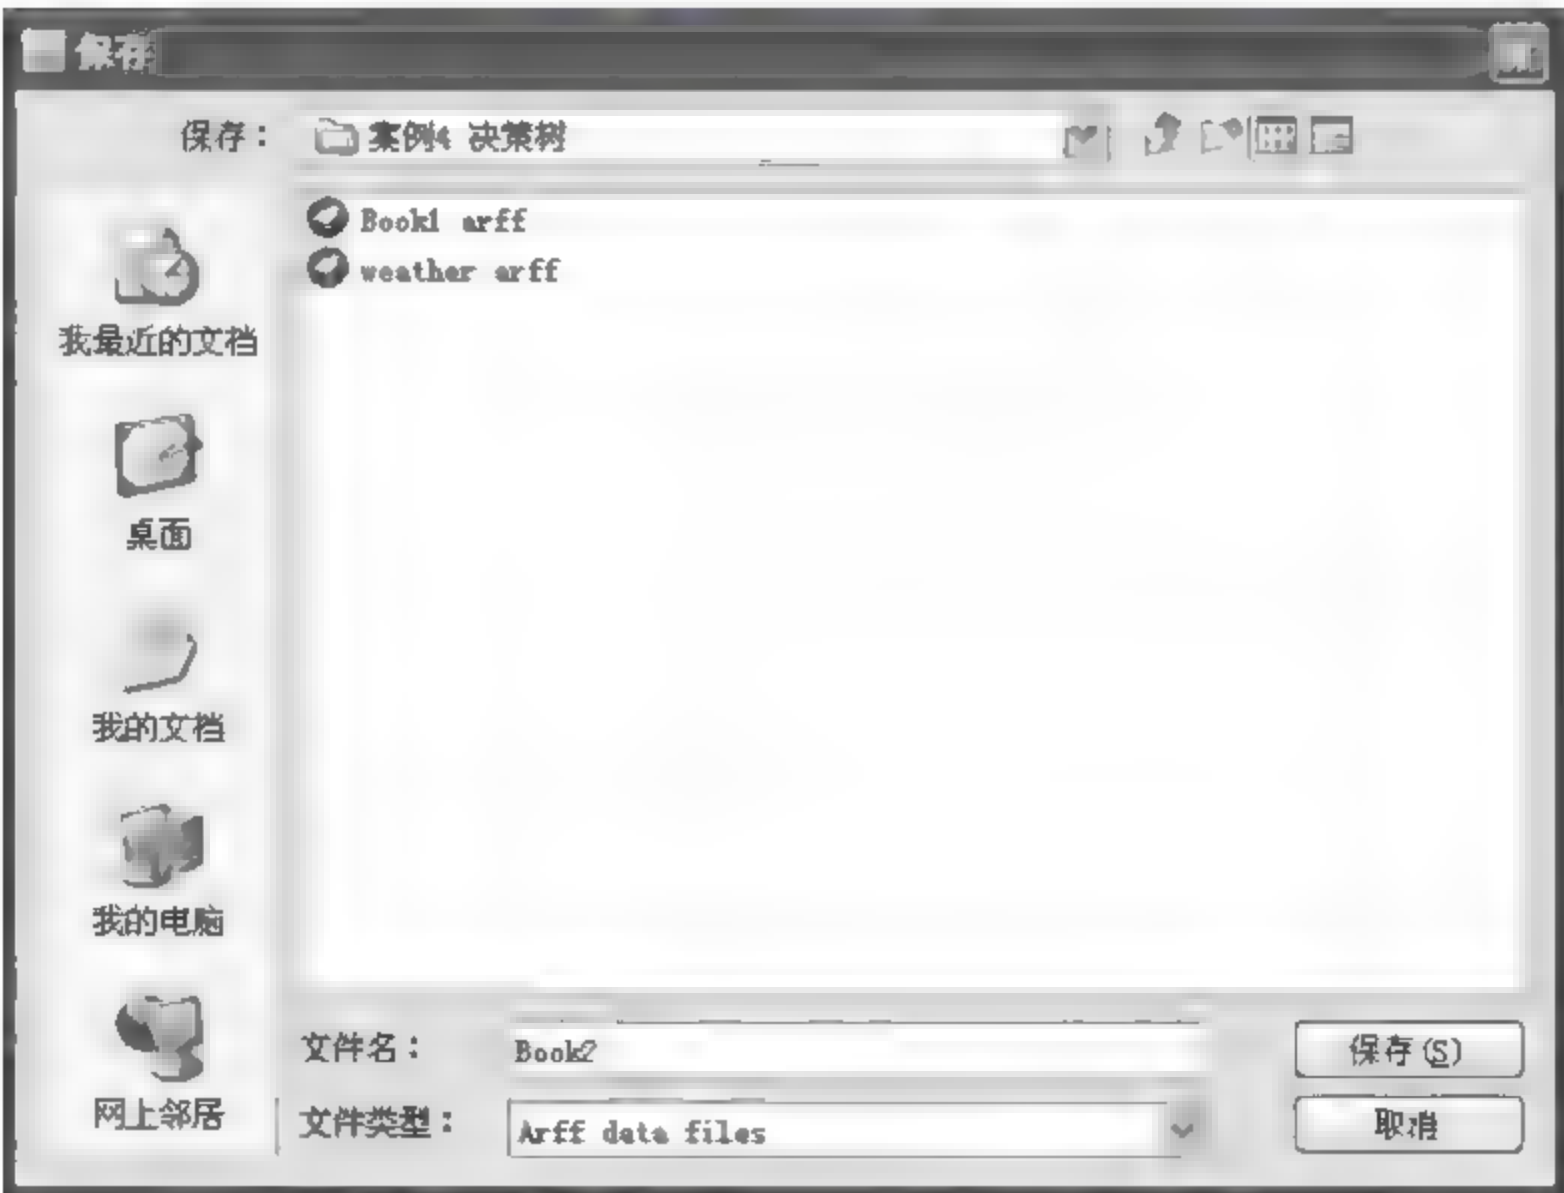 保存
保存： 案例4 决策树
Book1 arff
weather arff
我最近的文档
桌面
我的文档
我的电脑
网上邻居
文件名： Book2 保存(S)
文件类型： Arff data files 取消